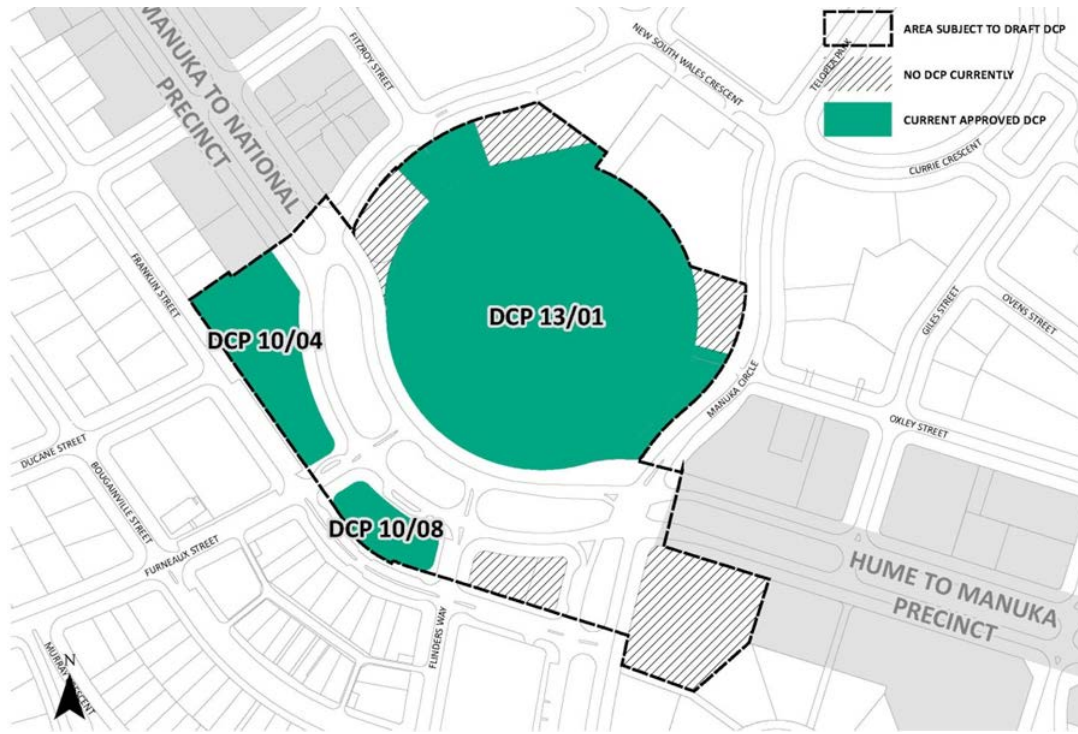 MANUKA TO NATIONAL
PRECINCT
FITZROY STREET
NEW SOUTH WALES CRESCENT
TELOPEA PARK
AREA SUBJECT TO DRAFT DCP
NO DCP CURRENTLY
CURRENT APPROVED DCP
CURRIE CRESCENT
FRANKLIN STREET
DCP 13/01
DCP 10/04
GILES STREET
OVENS STREET
MANUKA CIRCLE
OXLEY STREET
DUCANE STREET
BOUGAINVILLE STREET
FURNEAUX STREET
DCP 10/08
HUME TO MANUKA
PRECINCT
FLINDERS WAY
MURRAY CRESCENT
N